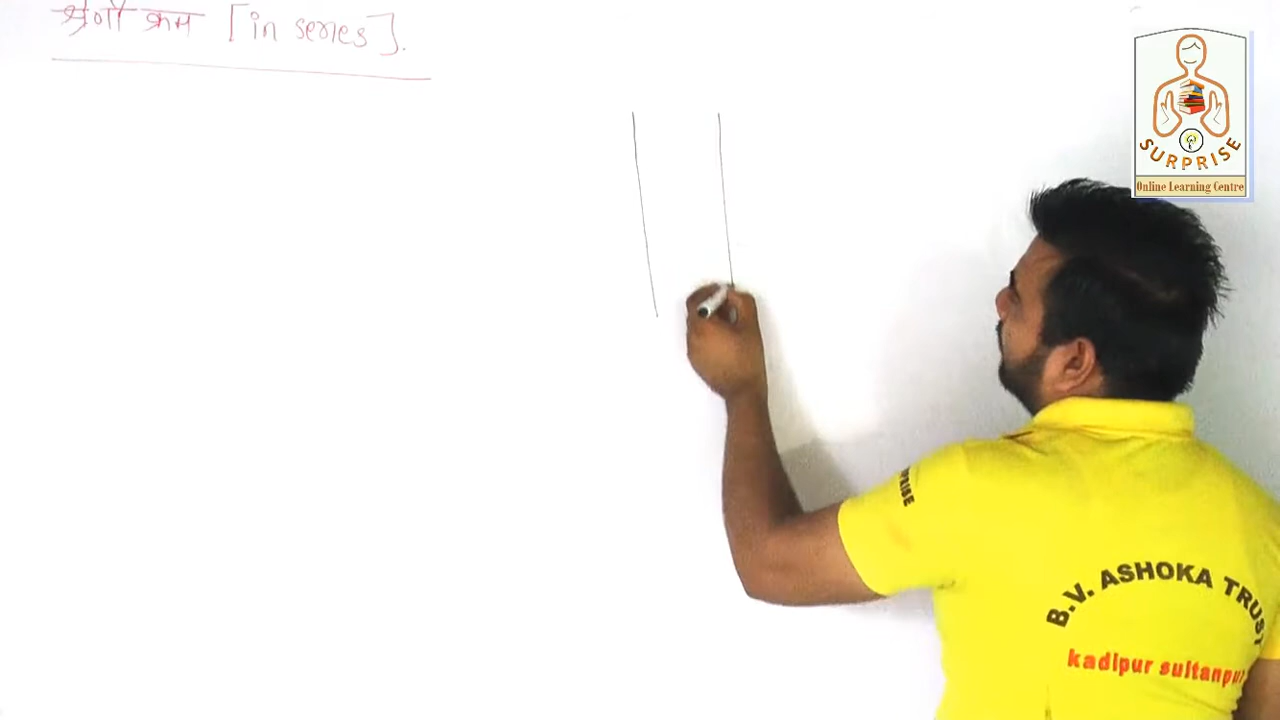 श्रेणी क्रम [in series].
SURPRISE
Online Learning Centre
B.V. ASHOKA TRUST
kadipur sultanpur